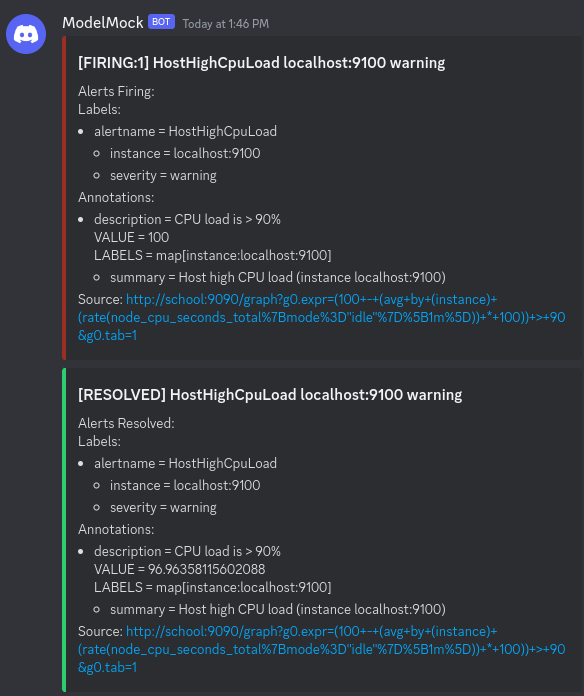 ModelMock BOT Today at 1:46 PM
[FIRING:1] HostHighCpuLoad localhost:9100 warning
Alerts Firing:
Labels:
• alertname = HostHighCpuLoad
◦ instance = localhost:9100
◦ severity = warning
Annotations:
• description = CPU load is > 90%
VALUE = 100
LABELS = map[instance:localhost:9100]
◦ summary = Host high CPU load (instance localhost:9100)
Source: http://school:9090/graph?g0.expr=(100+-+(avg+by+(instance)+
(rate(node_cpu_seconds_total%7Bmode%3D"idle"%7D%5B1m%5D))+*+100))+>+90
&g0.tab=1
[RESOLVED] HostHighCpuLoad localhost:9100 warning
Alerts Resolved:
Labels:
• alertname = HostHighCpuLoad
◦ instance = localhost:9100
◦ severity = warning
Annotations:
• description = CPU load is > 90%
VALUE = 96.96358115602088
LABELS = map[instance:localhost:9100]
◦ summary = Host high CPU load (instance localhost:9100)
Source: http://school:9090/graph?g0.expr=(100+-+(avg+by+(instance)+
(rate(node_cpu_seconds_total%7Bmode%3D"idle"%7D%5B1m%5D))+*+100))+>+90
&g0.tab=1